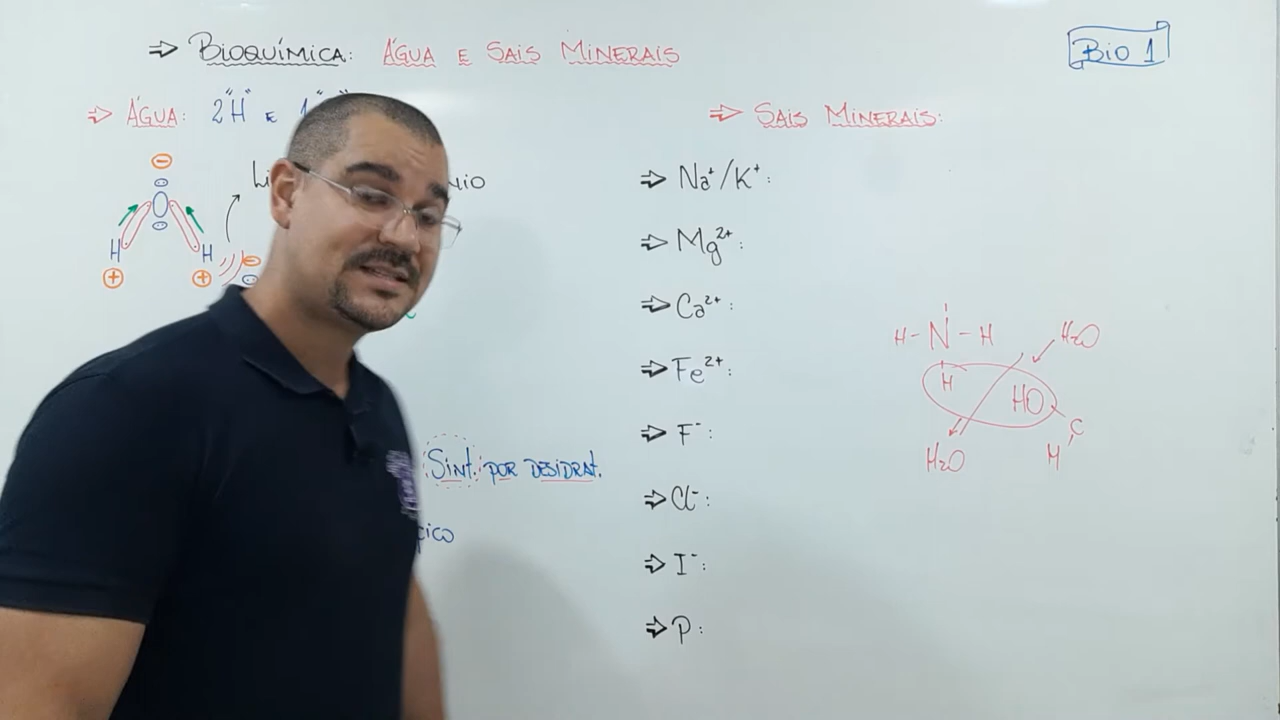 ⇒ BIOQUÍMICA: ÁGUA E SAIS MINERAIS
Bio 1
⇒ ÁGUA: 2"H" E 1
⊖
H
H
⊕
⊕
⊖
SINT. POR DESIDRAT.
⇒ SAIS MINERAIS:
⇒ Na⁺/K⁺:
⇒ Mg²⁺:
⇒ Ca²⁺:
⇒ Fe²⁺:
⇒ F⁻:
⇒ Cl⁻:
⇒ I⁻:
⇒ P:
H-N-H
H₂O
H
HO
C
H₂O
H